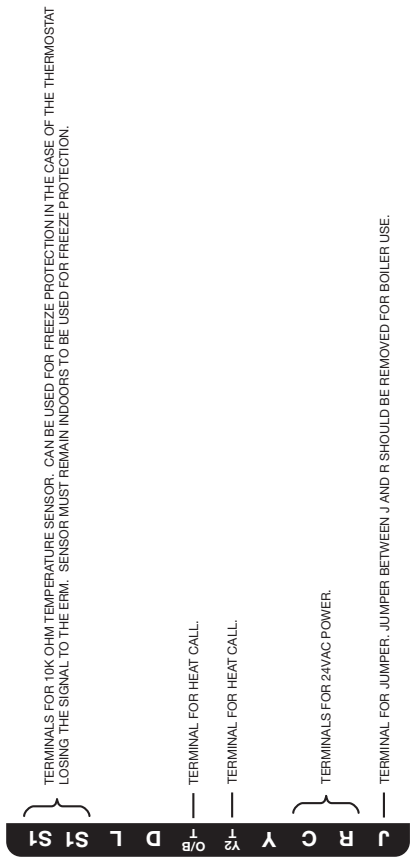 S1
S1
TERMINALS FOR 10K OHM TEMPERATURE SENSOR. CAN BE USED FOR FREEZE PROTECTION IN THE CASE OF THE THERMOSTAT
LOSING THE SIGNAL TO THE ERM. SENSOR MUST REMAIN INDOORS TO BE USED FOR FREEZE PROTECTION.
L
D
O/B
T
TERMINAL FOR HEAT CALL.
Y2
T
TERMINAL FOR HEAT CALL.
Y
C
R
TERMINALS FOR 24VAC POWER.
J
TERMINAL FOR JUMPER. JUMPER BETWEEN J AND R SHOULD BE REMOVED FOR BOILER USE.